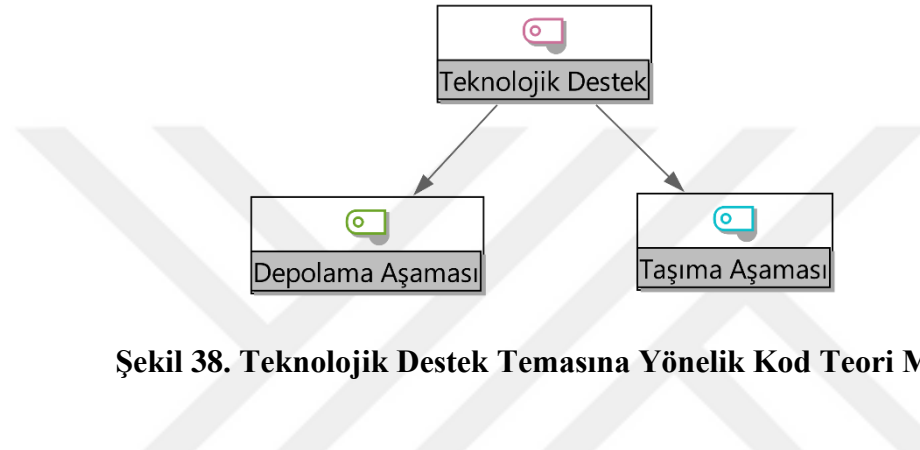 Teknolojik Destek
Depolama Aşaması
Taşıma Aşaması
Şekil 38. Teknolojik Destek Temasına Yönelik Kod Teori M